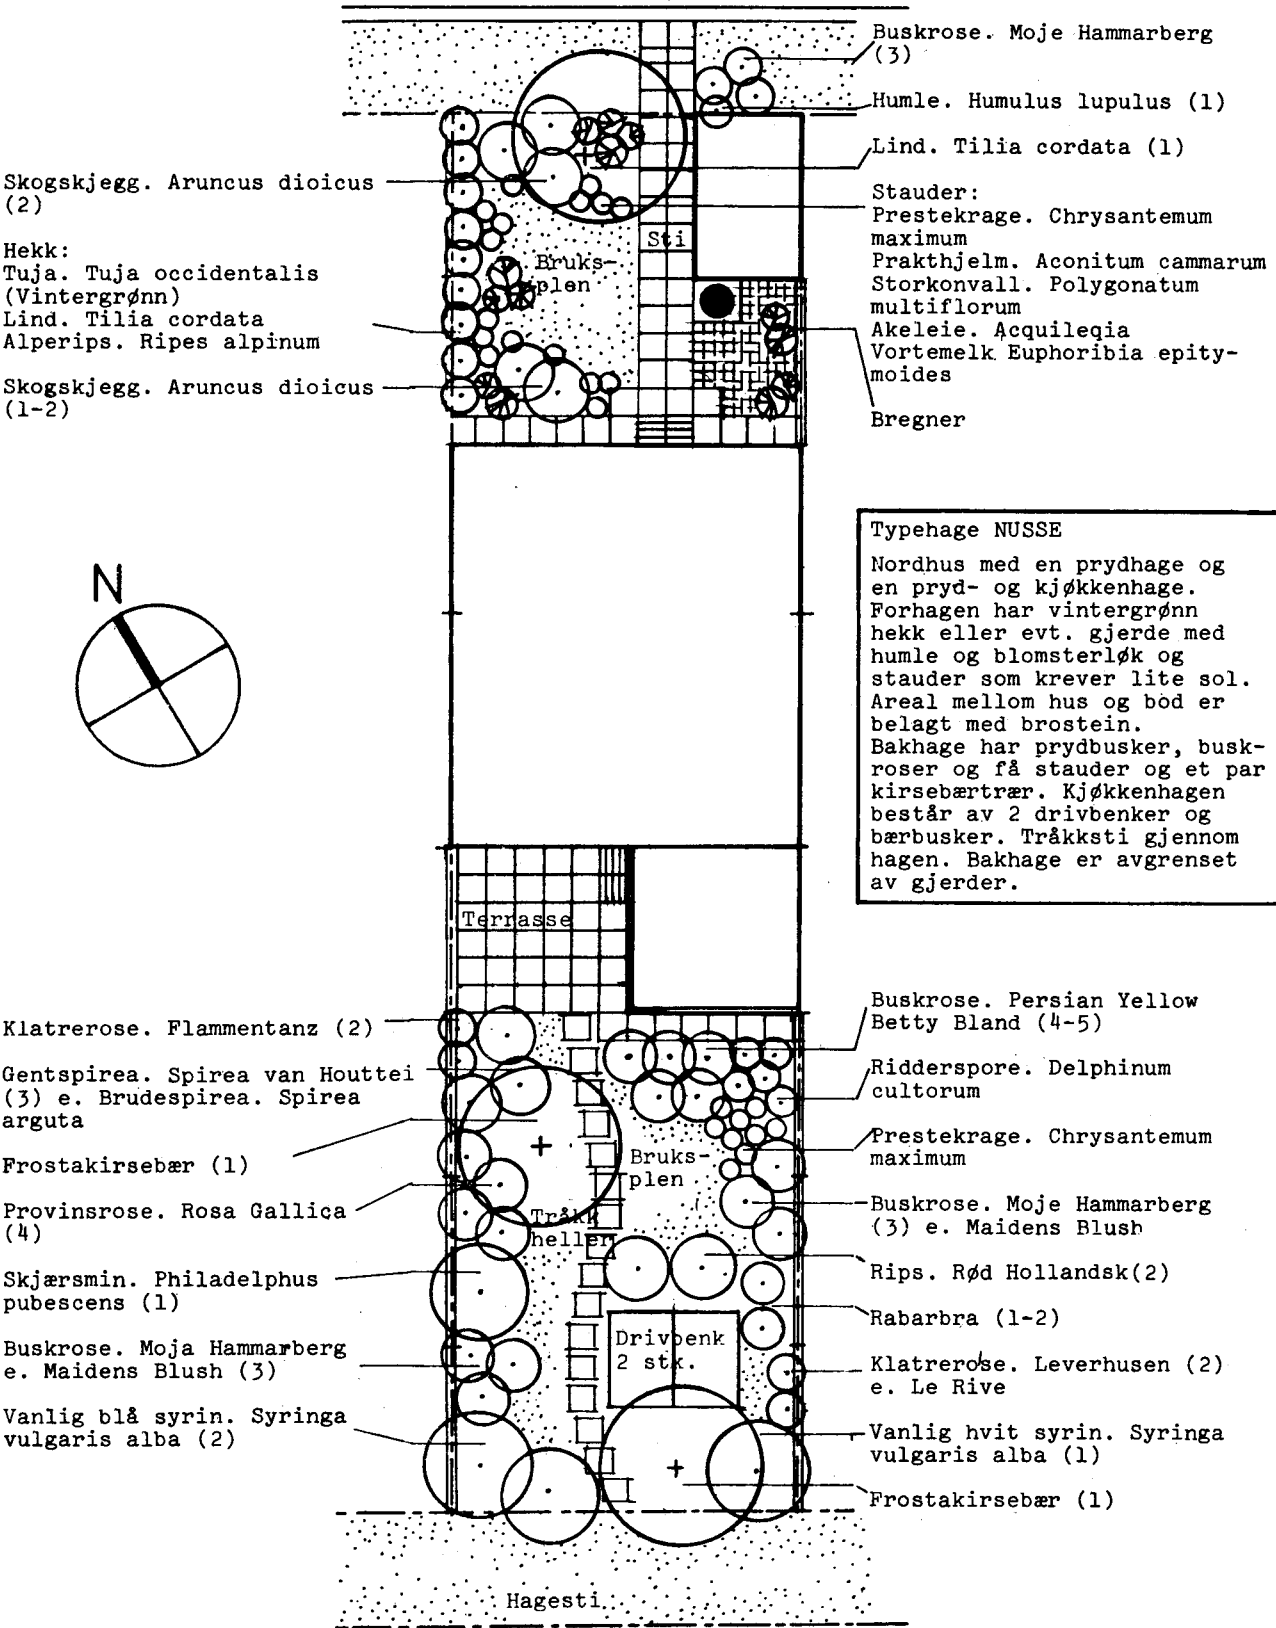 Buskrose. Moje Hammarberg
(3)
Humle. Humulus lupulus (1)
Lind. Tilia cordata (1)
Skogskjegg. Aruncus dioicus
(2)
Stauder:
Prestekrage. Chrysantemum
maximum
Prakthjelm. Aconitum cammarum
Storkonvall. Polygonatum
multiflorum
Akeleie. Acquileqia
Vortemelk Euphoribia epity-
moides
Bregner
Hekk:
Tuja. Tuja occidentalis
(Vintergrønn)
Lind. Tilia cordata
Alperips. Ripes alpinum
Skogskjegg. Aruncus dioicus
(1-2)
Sti
Bruks-
plen
N
Typehage NUSSE
Nordhus med en prydhage og
en pryd- og kjøkkenhage.
Forhagen har vintergrønn
hekk eller evt. gjerde med
humle og blomsterløk og
stauder som krever lite sol.
Areal mellom hus og bod er
belagt med brostein.
Bakhage har prydbusker, busk-
roser og få stauder og et par
kirsebærtrær. Kjøkkenhagen
består av 2 drivbenker og
bærbusker. Tråkksti gjennom
hagen. Bakhage er avgrenset
av gjerder.
Terrasse
Klatrerose. Flammentanz (2)
Gentspirea. Spirea van Houttei
(3) e. Brudespirea. Spirea
arguta
Frostakirsebær (1)
Provinsrose. Rosa Gallica
(4)
Skjærsmin. Philadelphus
pubescens (1)
Buskrose. Moja Hammarberg
e. Maidens Blush (3)
Vanlig blå syrin. Syringa
vulgaris alba (2)
Bruks-
plen
Tråkk
heller
Drivbenk
2 stk.
Buskrose. Persian Yellow
Betty Bland (4-5)
Ridderspore. Delphinum
cultorum
Prestekrage. Chrysantemum
maximum
Buskrose. Moje Hammarberg
(3) e. Maidens Blush
Rips. Rød Hollandsk(2)
Rabarbra (1-2)
Klatrerose. Leverhusen (2)
e. Le Rive
Vanlig hvit syrin. Syringa
vulgaris alba (1)
Frostakirsebær (1)
Hagesti